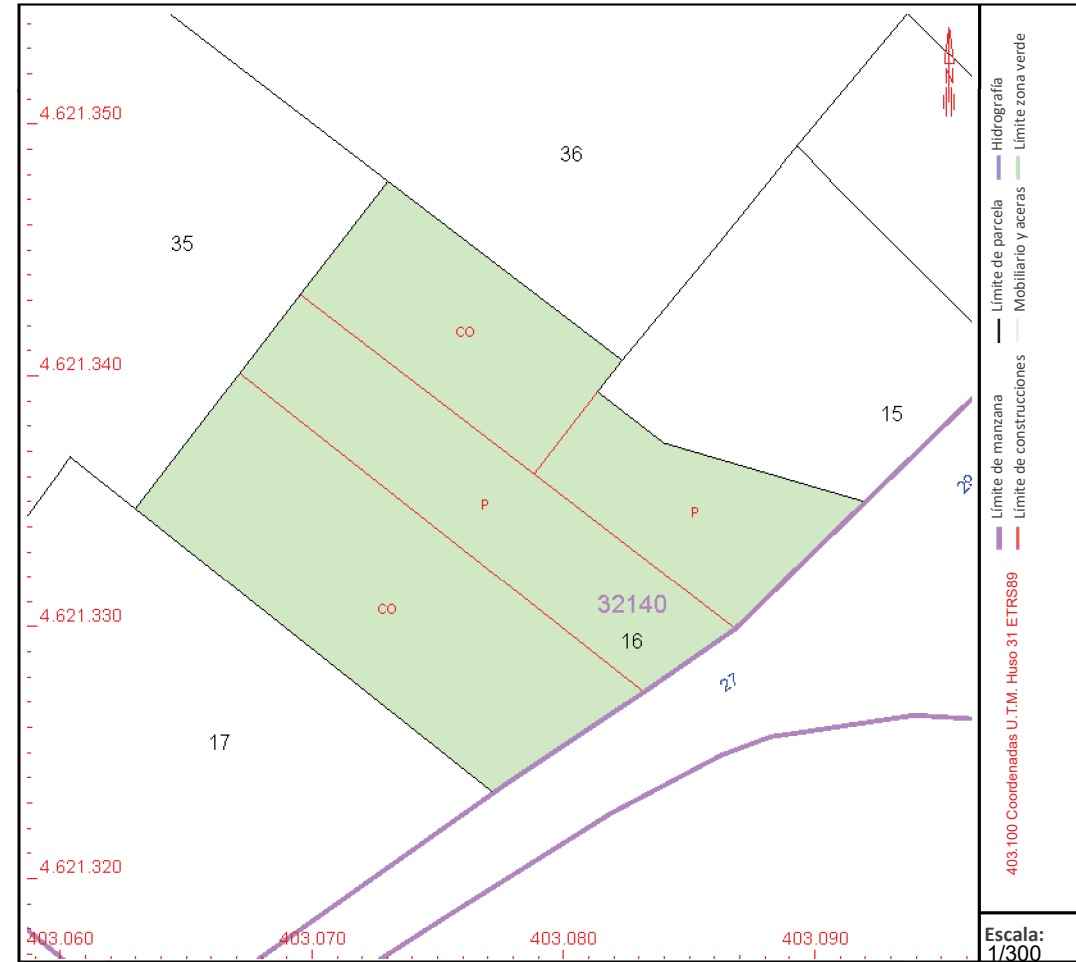 4.621.350
36
35
4.621.340
CO
15
28
P
P
4.621.330
32140
CO
16
27
17
4.621.320
403.060
403.070
403.080
403.090
N
Hidrografía
Límite zona verde
Límite de parcela
Mobiliario y aceras
Límite de manzana
Límite de construcciones
403.100 Coordenadas U.T.M. Huso 31 ETRS89
Escala:
1/300